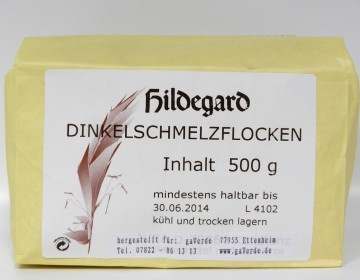 hildegard
DINKELSCHMELZFLOCKEN
Inhalt 500 g
mindestens haltbar bis
30.06.2014 L 4102
kühl und trocken lagern
hergestellt für: gaVerde 77955 Ettenheim
Tel. 07822 - 86 13 13 www.gaVerde.de